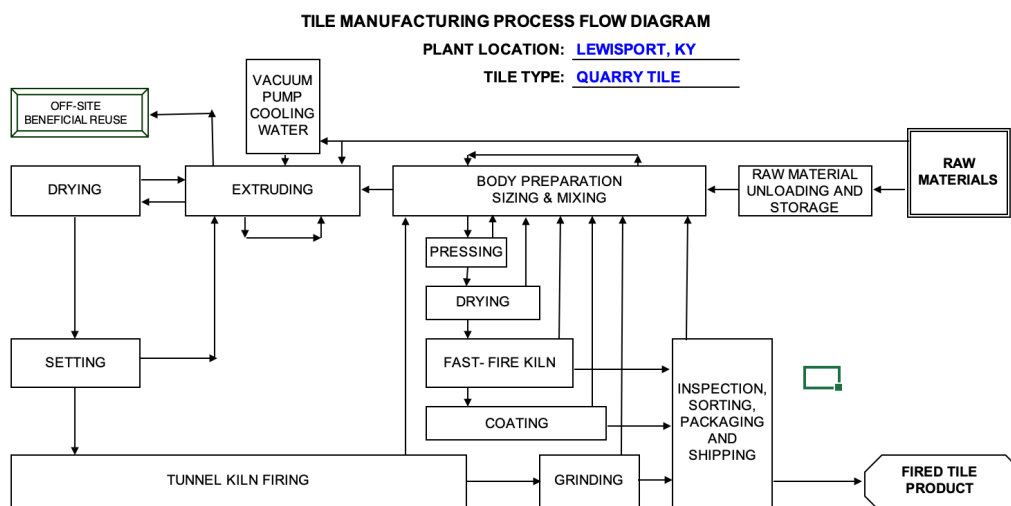 TILE MANUFACTURING PROCESS FLOW DIAGRAM
PLANT LOCATION: LEWISPORT, KY
TILE TYPE: QUARRY TILE
VACUUM
PUMP
COOLING
WATER
OFF-SITE
BENEFICIAL REUSE
DRYING
EXTRUDING
BODY PREPARATION
SIZING & MIXING
RAW MATERIAL
UNLOADING AND
STORAGE
RAW
MATERIALS
PRESSING
DRYING
SETTING
FAST- FIRE KILN
COATING
INSPECTION,
SORTING,
PACKAGING
AND
SHIPPING
TUNNEL KILN FIRING
GRINDING
FIRED TILE
PRODUCT